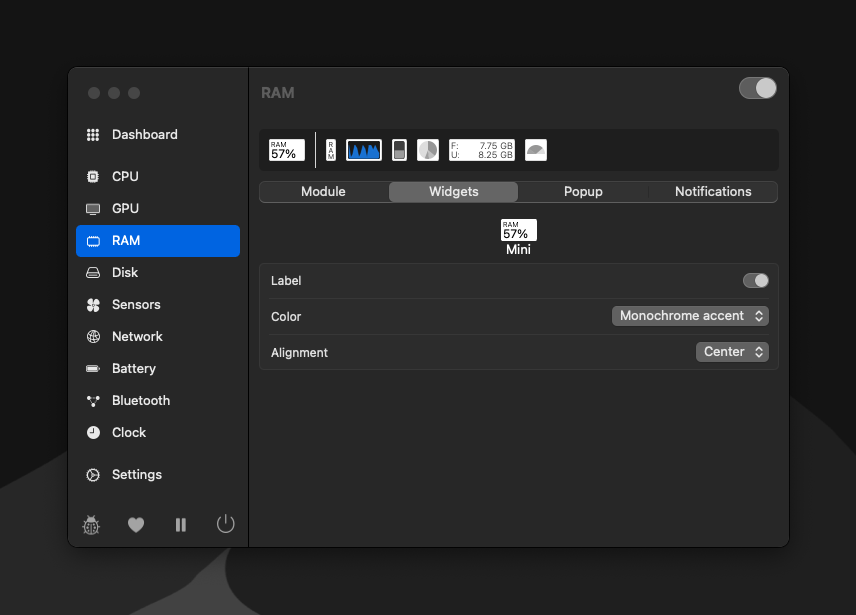 RAM
Dashboard
CPU
GPU
RAM
Disk
Sensors
Network
Battery
Bluetooth
Clock
Settings
RAM
57%
RAM
F: 7.75 GB
U: 8.25 GB
Module Widgets Popup Notifications
RAM
57%
Mini
Label
Color Monochrome accent
Alignment Center